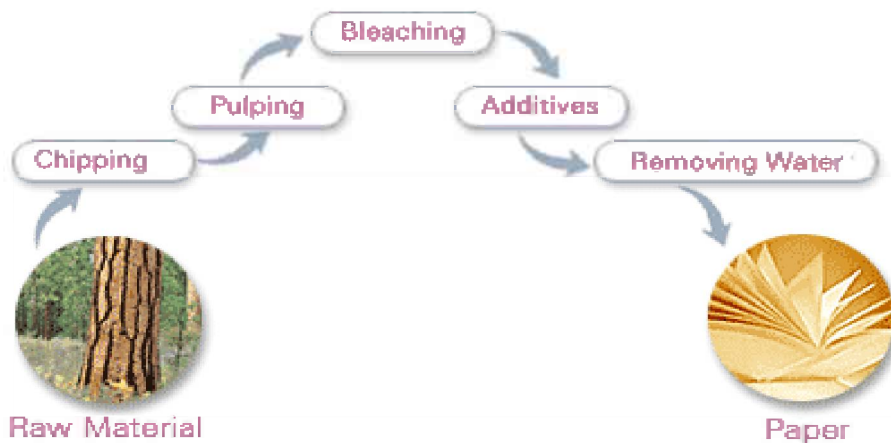 Bleaching
Pulping
Additives
Chipping
Removing Water
Raw Material
Paper